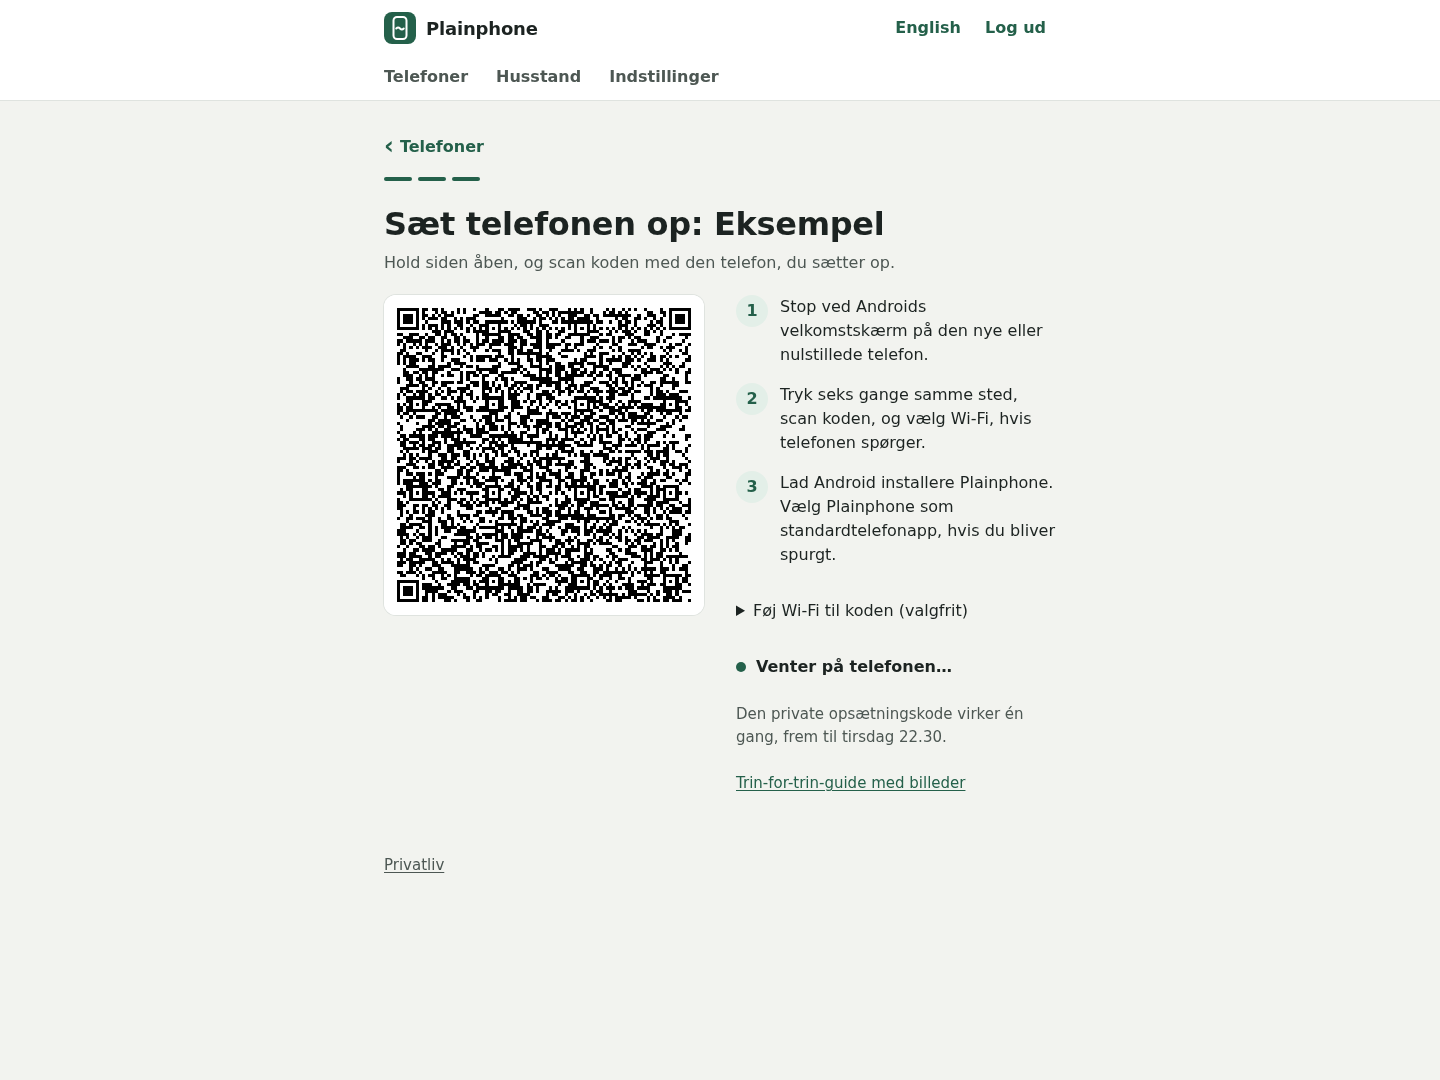 Plainphone
English
Log ud
Telefoner
Husstand
Indstillinger
‹ Telefoner
Sæt telefonen op: Eksempel
Hold siden åben, og scan koden med den telefon, du sætter op.
1
Stop ved Androids
velkomstskærm på den nye eller
nulstillede telefon.
2
Tryk seks gange samme sted,
scan koden, og vælg Wi-Fi, hvis
telefonen spørger.
3
Lad Android installere Plainphone.
Vælg Plainphone som
standardtelefonapp, hvis du bliver
spurgt.
Føj Wi-Fi til koden (valgfrit)
Venter på telefonen…
Den private opsætningskode virker én
gang, frem til tirsdag 22.30.
Trin-for-trin-guide med billeder
Privatliv